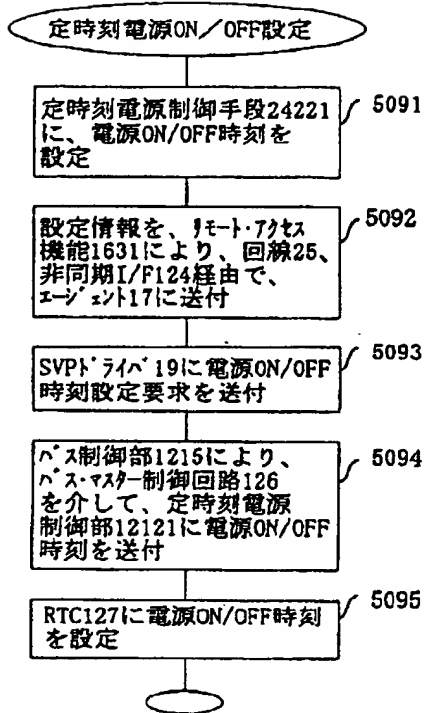 定時刻電源ON／OFF設定
定時刻電源制御手段24221
に、電源ON/OFF時刻を
設定
5091
設定情報を、ﾘﾓｰﾄ･ｱｸｾｽ
機能1631により、回線25、
非同期I/F124経由で、
ｴｰｼﾞｪﾝﾄ17に送付
5092
SVPﾄﾞﾗｲﾊﾞ19に電源ON/OFF
時刻設定要求を送付
5093
ﾊﾞｽ制御部1215により、
ﾊﾞｽ･ﾏｽﾀｰ制御回路126
を介して、定時刻電源
制御部12121に電源ON/OFF
時刻を送付
5094
RTC127に電源ON/OFF時刻
を設定
5095